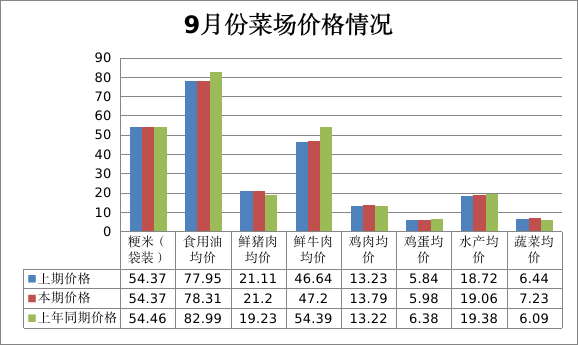 9月份菜场价格情况
90
80
70
60
50
40
30
20
10
0
粳米（袋装） 食用油均价 鲜猪肉均价 鲜牛肉均价 鸡肉均价 鸡蛋均价 水产均价 蔬菜均价
上期价格 54.37 77.95 21.11 46.64 13.23 5.84 18.72 6.44
本期价格 54.37 78.31 21.2 47.2 13.79 5.98 19.06 7.23
上年同期价格 54.46 82.99 19.23 54.39 13.22 6.38 19.38 6.09